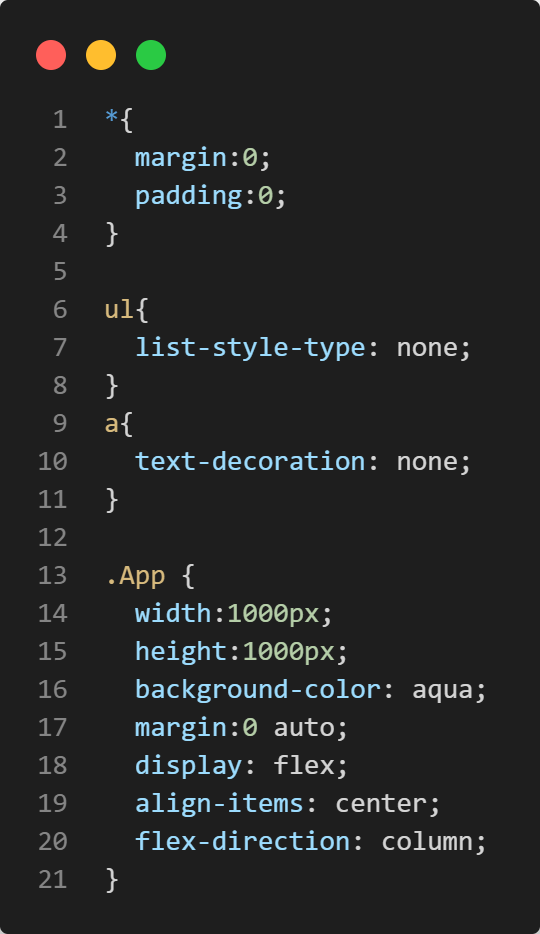 1 *{
2   margin:0;
3   padding:0;
4 }
5
6 ul{
7   list-style-type: none;
8 }
9 a{
10   text-decoration: none;
11 }
12
13 .App {
14   width:1000px;
15   height:1000px;
16   background-color: aqua;
17   margin:0 auto;
18   display: flex;
19   align-items: center;
20   flex-direction: column;
21 }